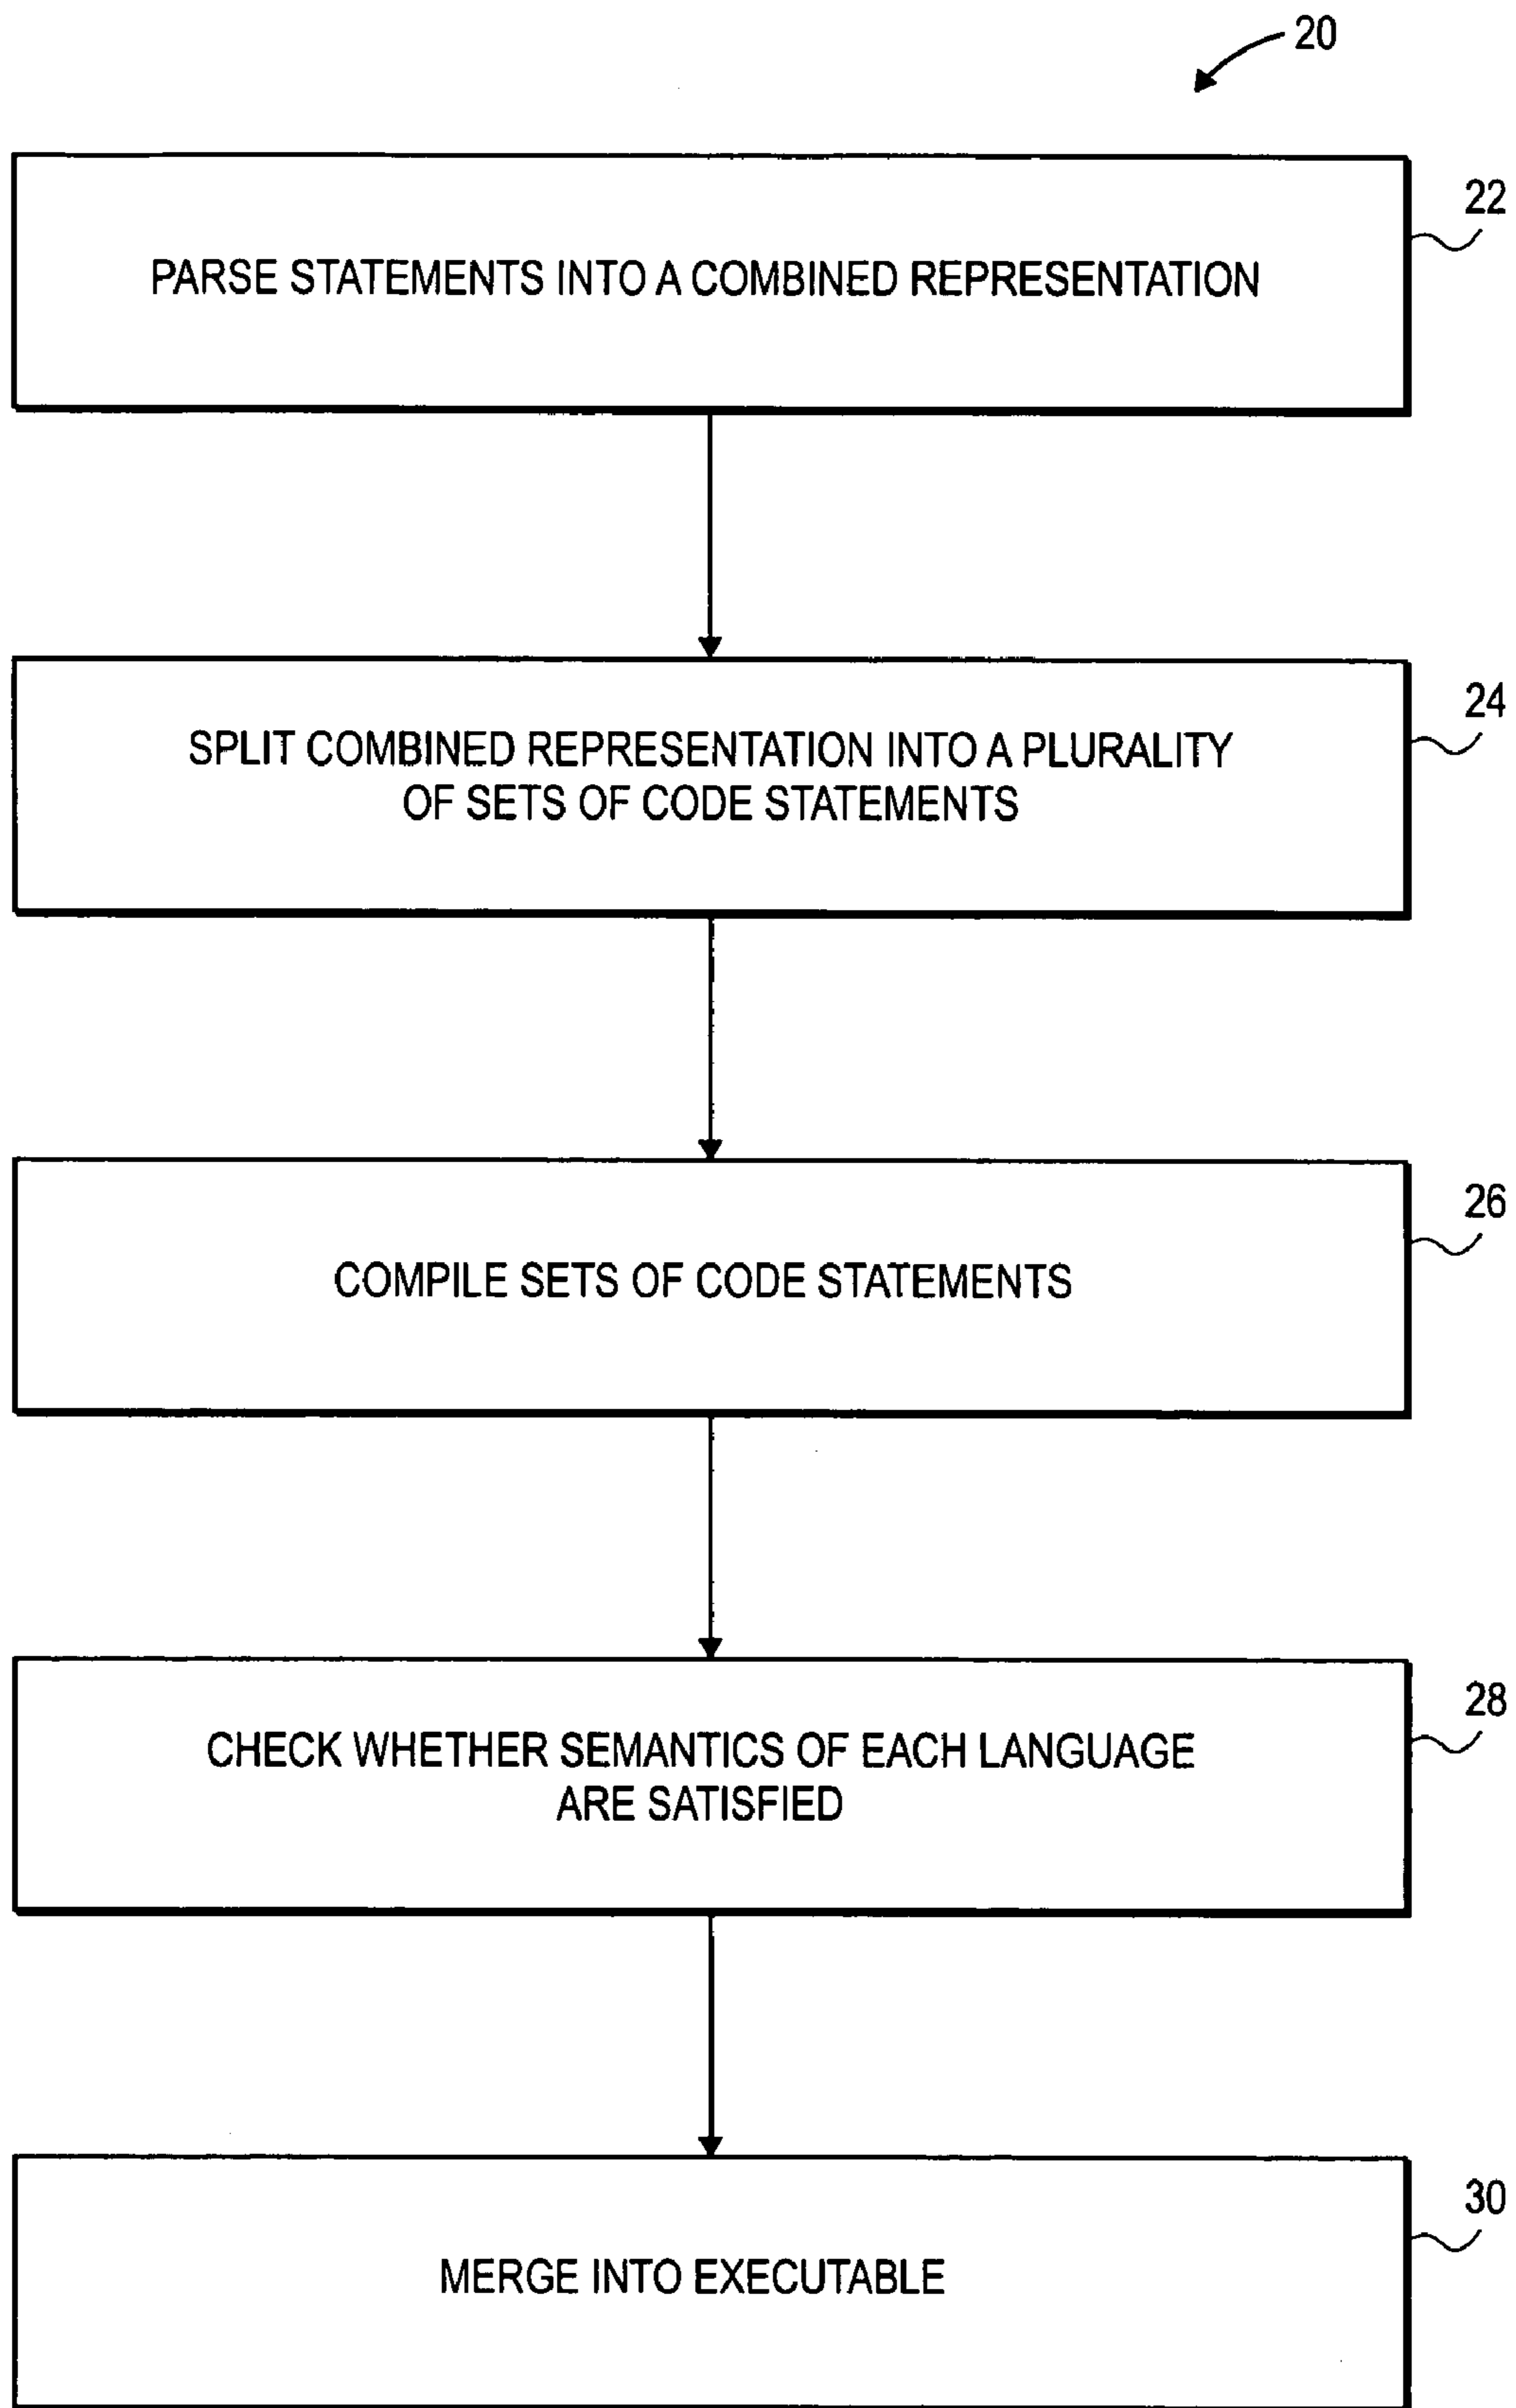 20
22
PARSE STATEMENTS INTO A COMBINED REPRESENTATION
24
SPLIT COMBINED REPRESENTATION INTO A PLURALITY
OF SETS OF CODE STATEMENTS
26
COMPILE SETS OF CODE STATEMENTS
28
CHECK WHETHER SEMANTICS OF EACH LANGUAGE
ARE SATISFIED
30
MERGE INTO EXECUTABLE